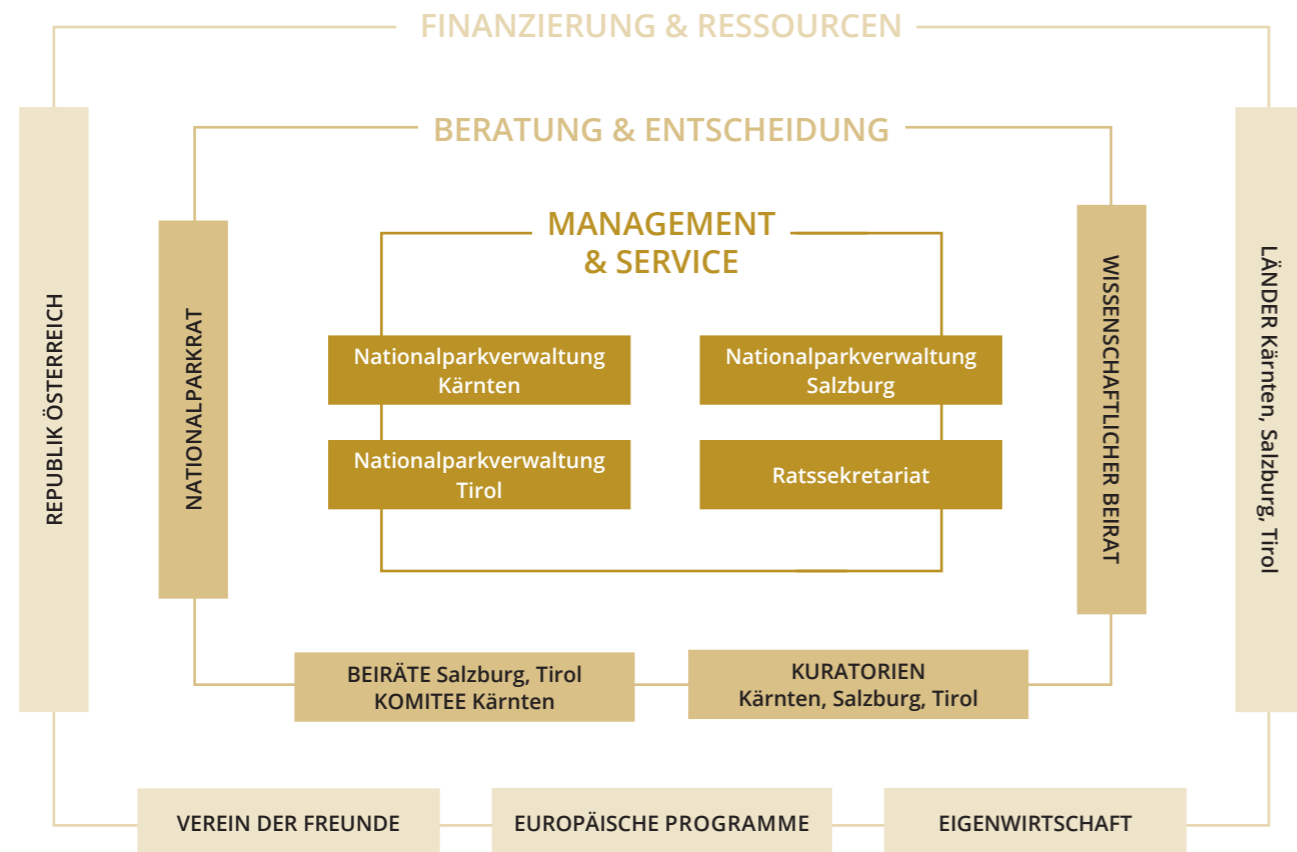 FINANZIERUNG & RESSOURCEN
BERATUNG & ENTSCHEIDUNG
MANAGEMENT
& SERVICE
REPUBLIK ÖSTERREICH
NATIONALPARKRAT
Nationalparkverwaltung
Kärnten
Nationalparkverwaltung
Salzburg
Nationalparkverwaltung
Tirol
Ratssekretariat
WISSENSCHAFTLICHER BEIRAT
LÄNDER Kärnten, Salzburg, Tirol
BEIRÄTE Salzburg, Tirol
KOMITEE Kärnten
KURATORIEN
Kärnten, Salzburg, Tirol
VEREIN DER FREUNDE
EUROPÄISCHE PROGRAMME
EIGENWIRTSCHAFT